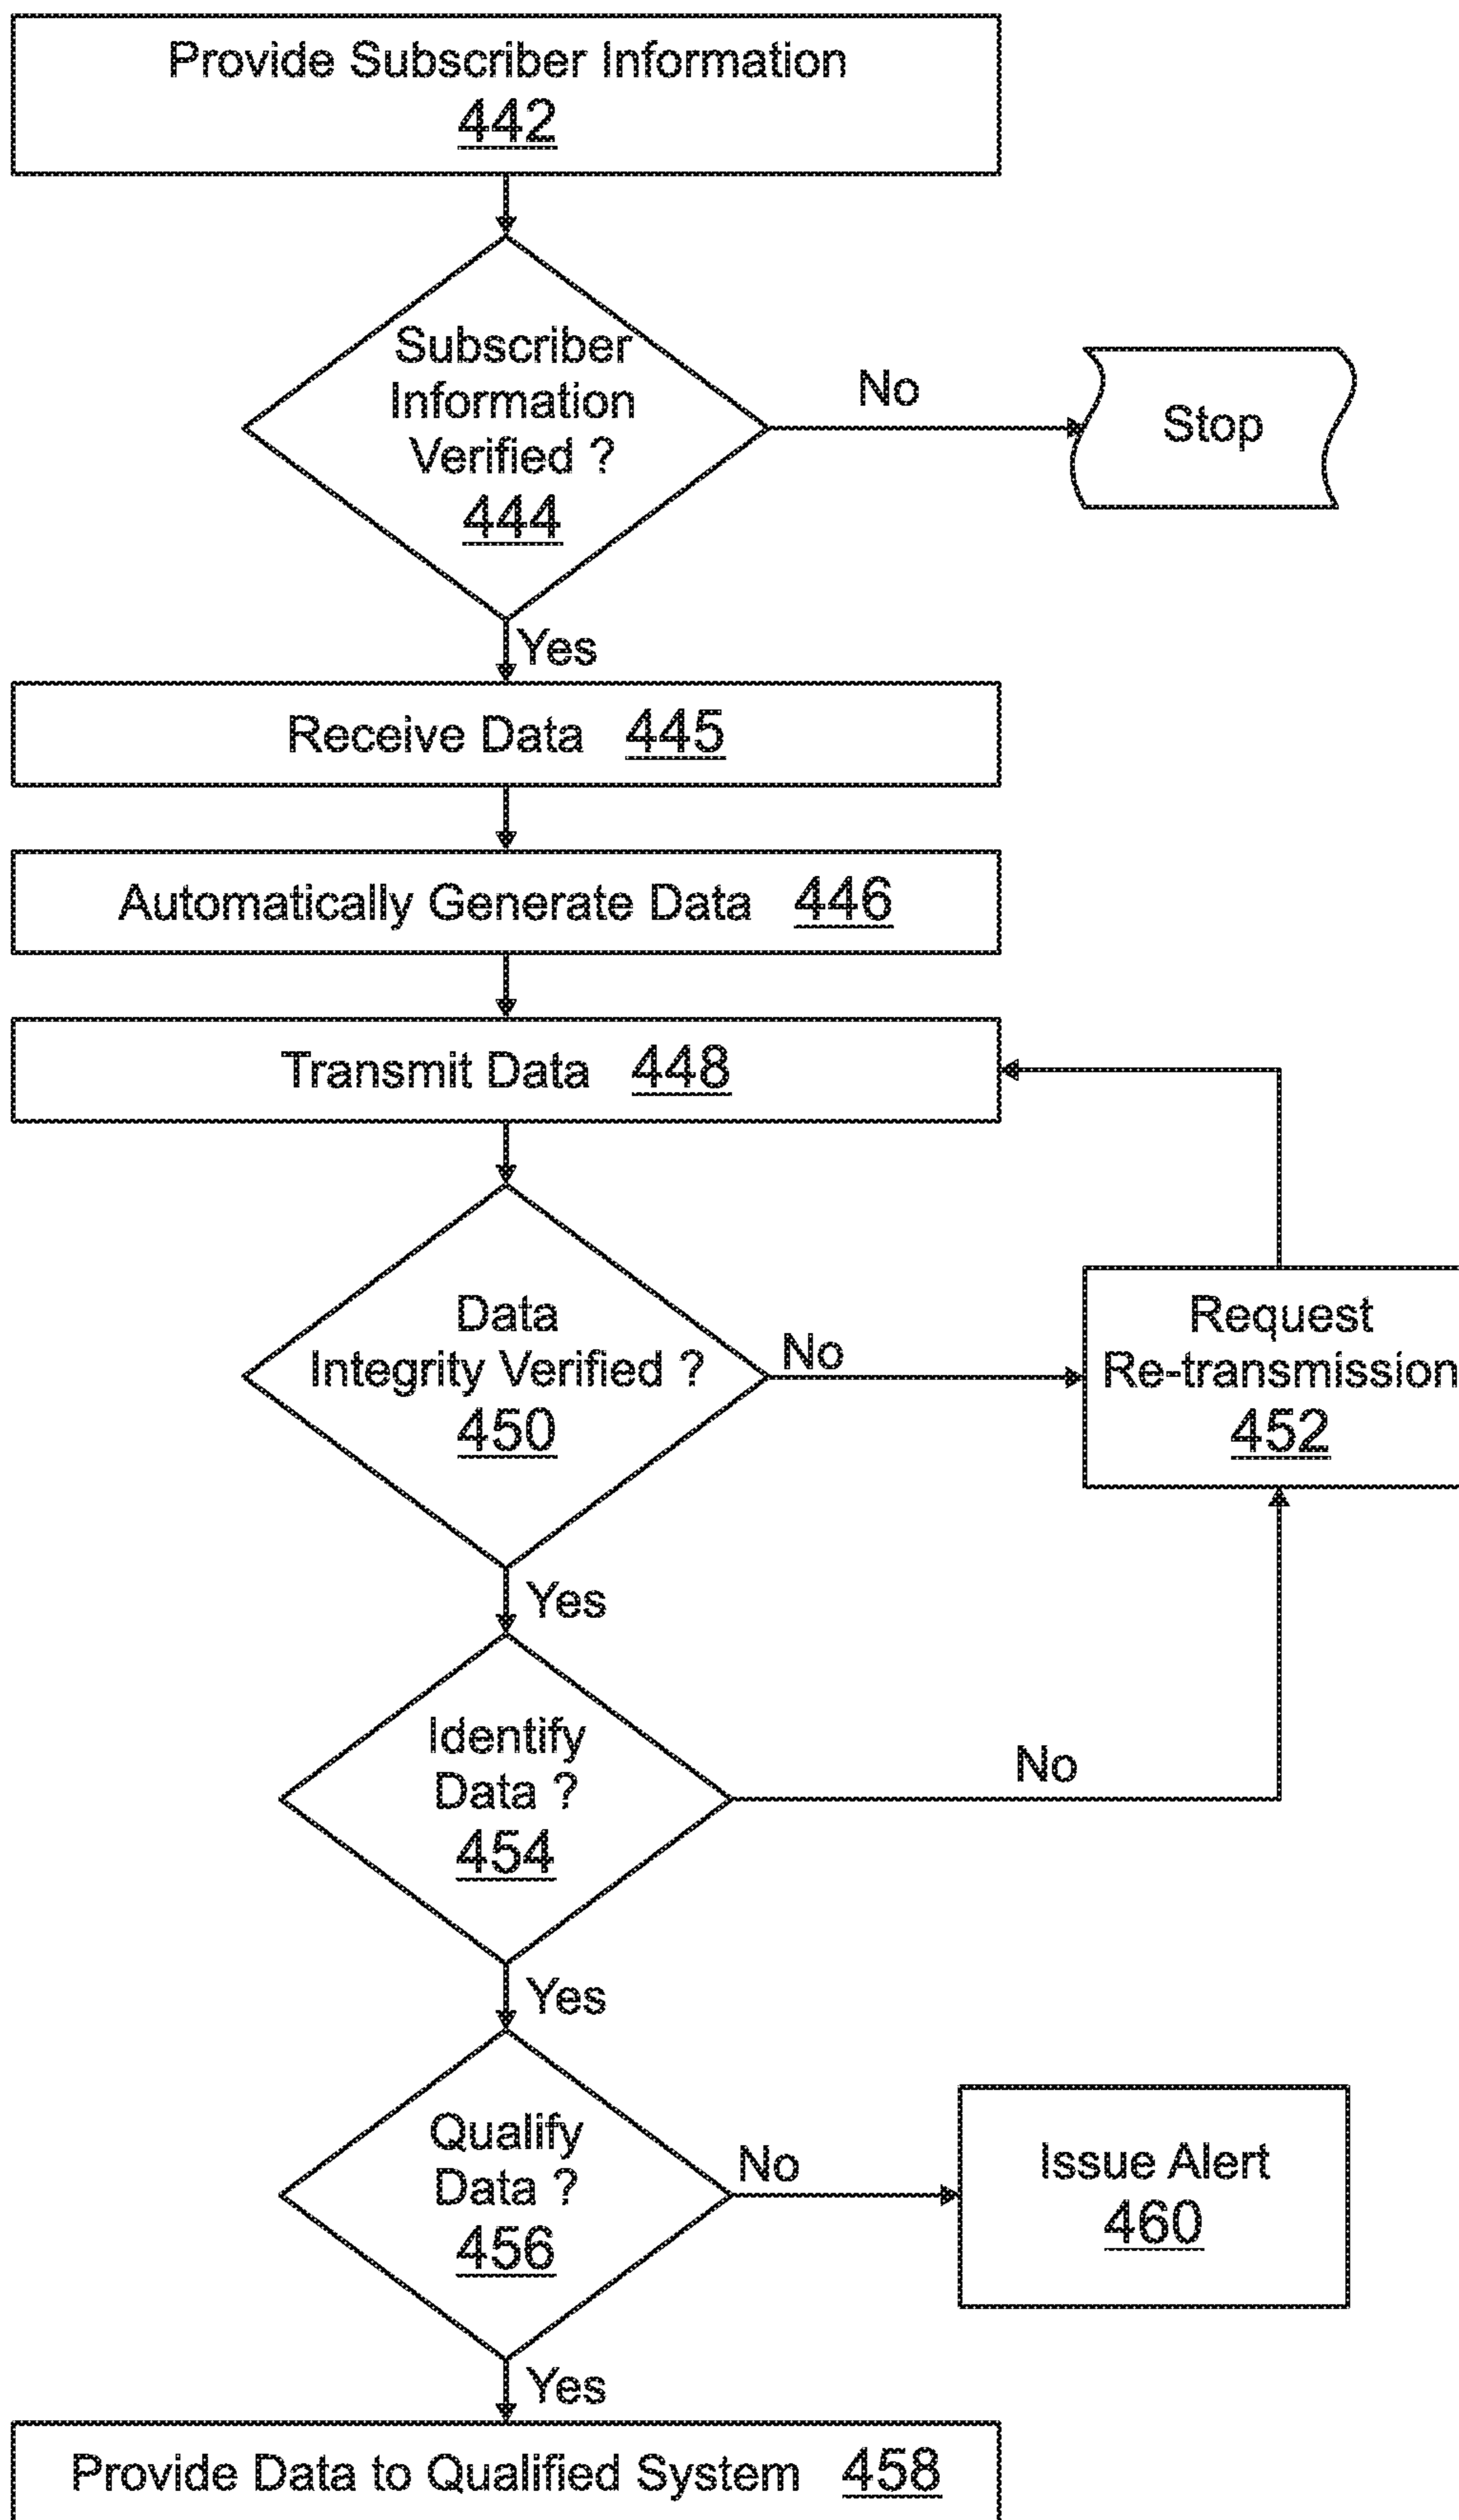 Provide Subscriber Information
442
Subscriber
Information
Verified ?
444
No
Stop
Yes
Receive Data 445
Automatically Generate Data 446
Transmit Data 448
Data
Integrity Verified ?
450
No
Request
Re-transmission
452
Yes
Identify
Data ?
454
No
Yes
Qualify
Data ?
456
No
Issue Alert
460
Yes
Provide Data to Qualified System 458